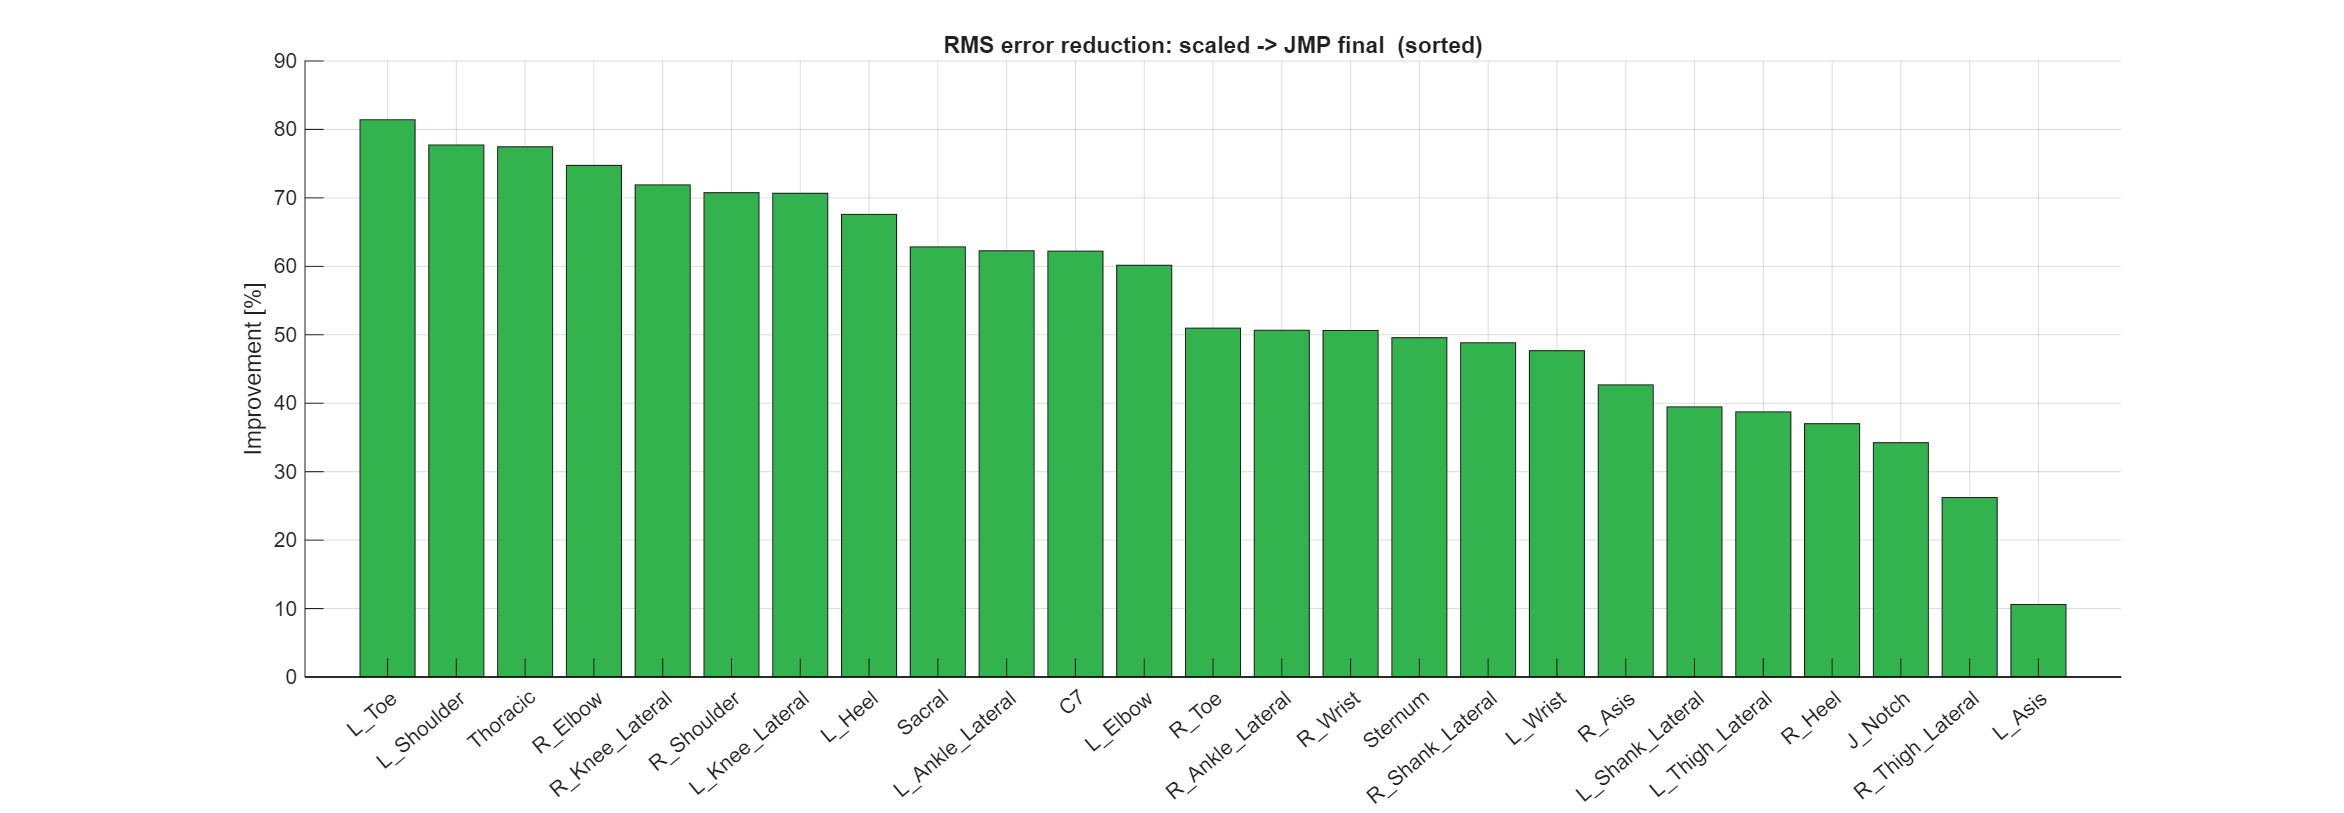 RMS error reduction: scaled -> JMP final  (sorted)
Improvement [%]
90
80
70
60
50
40
30
20
10
0
L_Toe
L_Shoulder
Thoracic
R_Elbow
R_Knee_Lateral
R_Shoulder
L_Knee_Lateral
L_Heel
Sacral
L_Ankle_Lateral
C7
L_Elbow
R_Toe
R_Ankle_Lateral
R_Wrist
Sternum
R_Shank_Lateral
L_Wrist
R_Asis
L_Shank_Lateral
L_Thigh_Lateral
R_Heel
J_Notch
R_Thigh_Lateral
L_Asis